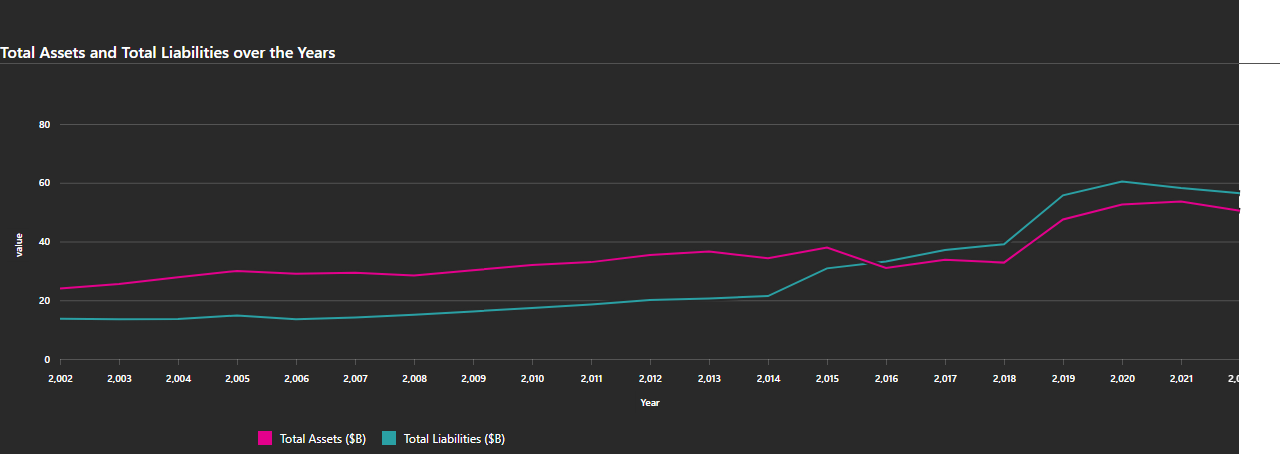 Total Assets and Total Liabilities over the Years
80
60
40
20
0
value
2,002 2,003 2,004 2,005 2,006 2,007 2,008 2,009 2,010 2,011 2,012 2,013 2,014 2,015 2,016 2,017 2,018 2,019 2,020 2,021
Year
Total Assets ($B) Total Liabilities ($B)